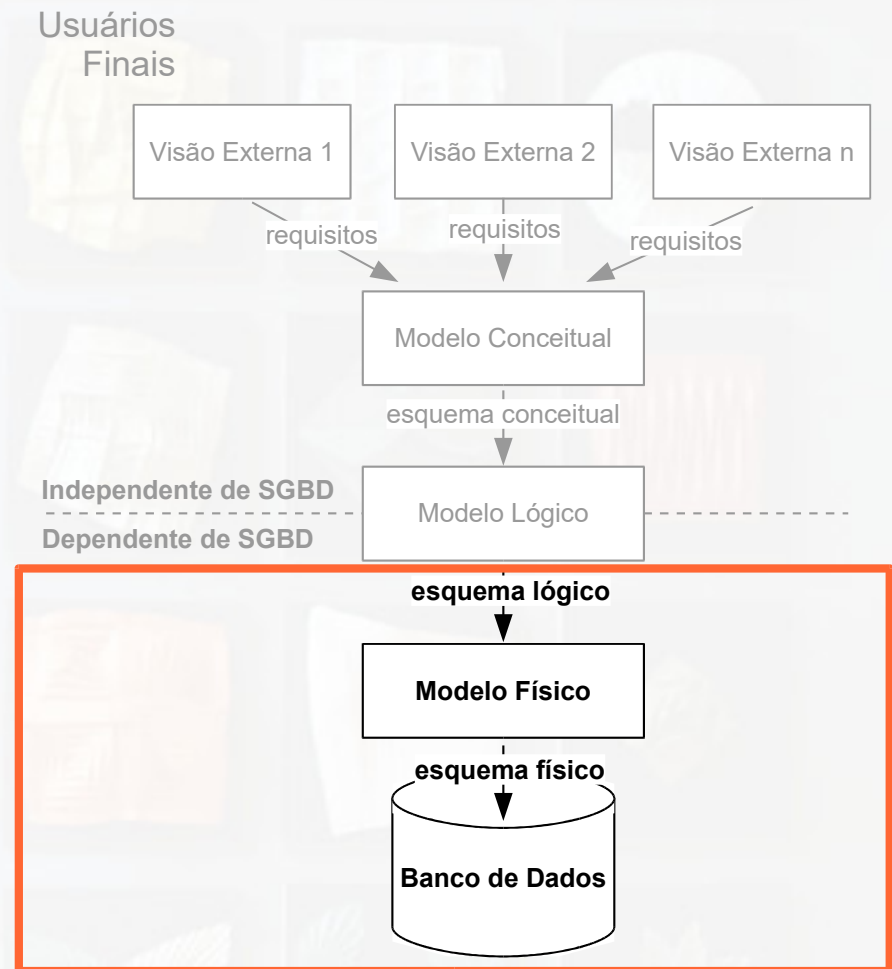 Usuários
Finais
Visão Externa 1
Visão Externa 2
Visão Externa n
requisitos
requisitos
requisitos
Modelo Conceitual
esquema conceitual
Independente de SGBD
Modelo Lógico
Dependente de SGBD
esquema lógico
Modelo Físico
esquema físico
Banco de Dados